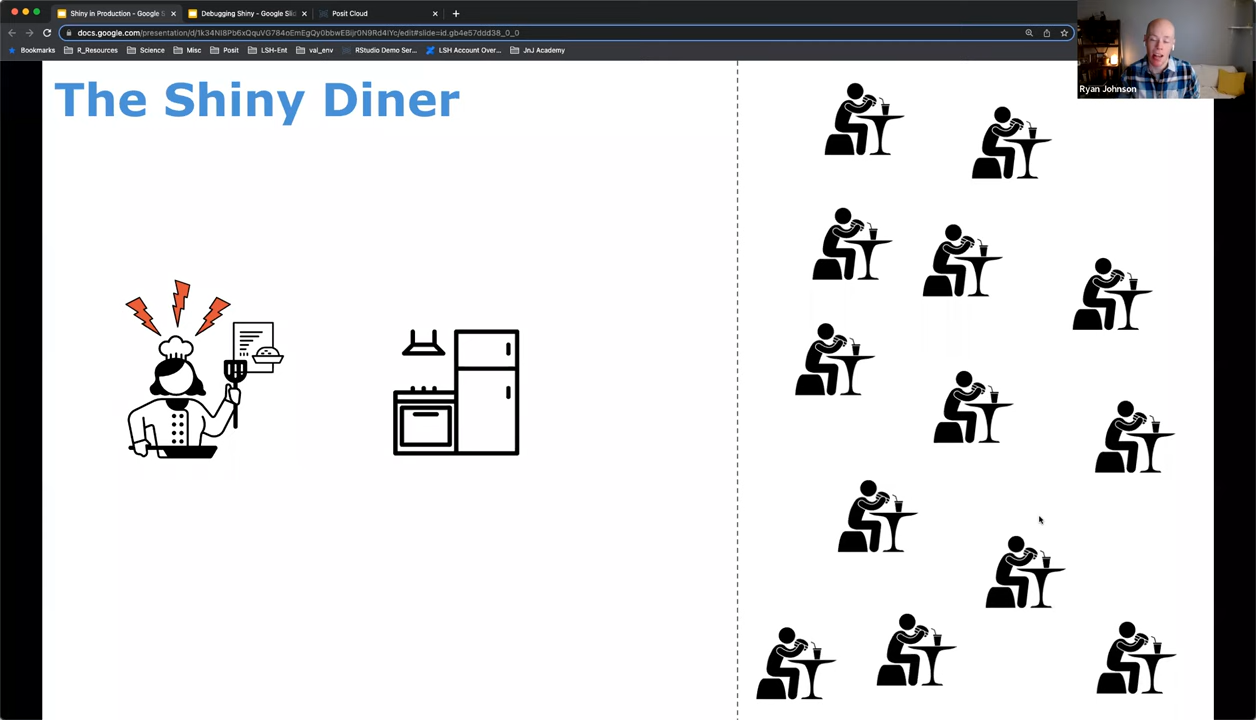 Shiny in Production - Google S
Debugging Shiny - Google Slid
Posit Cloud
docs.google.com/presentation/d/1k34NI8Pb6xQquVG784oEmEgQy0bbwEBijr0N9Rd4lYc/edit#slide=id.gb4e57ddd38_0_0
Bookmarks
R_Resources
Science
Misc
Posit
LSH-Ent
val_env
RStudio Demo Ser...
LSH Account Over...
JnJ Academy
The Shiny Diner
Ryan Johnson